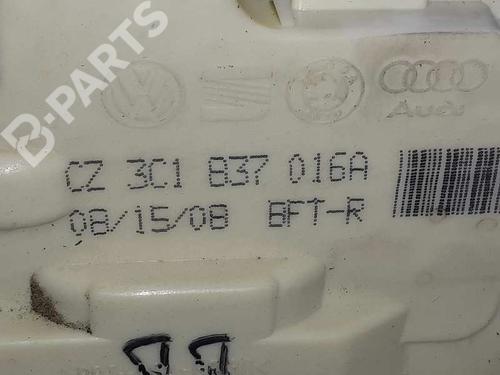 B-PARTS
Audi
CZ 3C1 837 016A
08/15/08 BFT-R